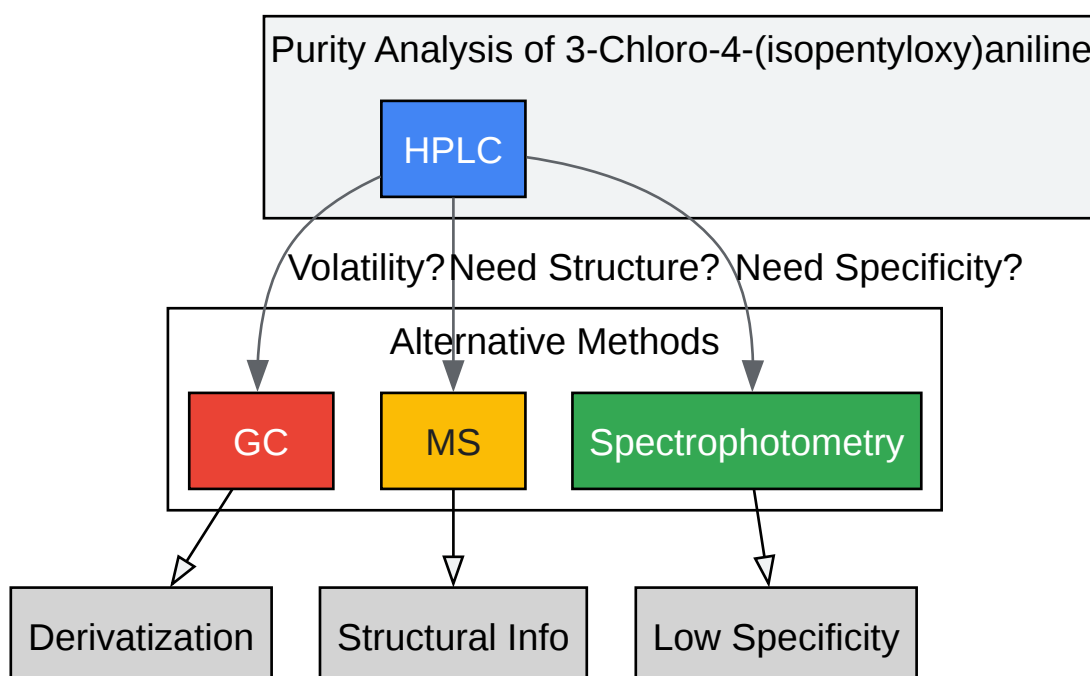 Purity Analysis of 3-Chloro-4-(isopentyloxy)aniline
HPLC
Volatility? Need Structure? Need Specificity?
Alternative Methods
GC MS Spectrophotometry
Derivatization Structural Info Low Specificity